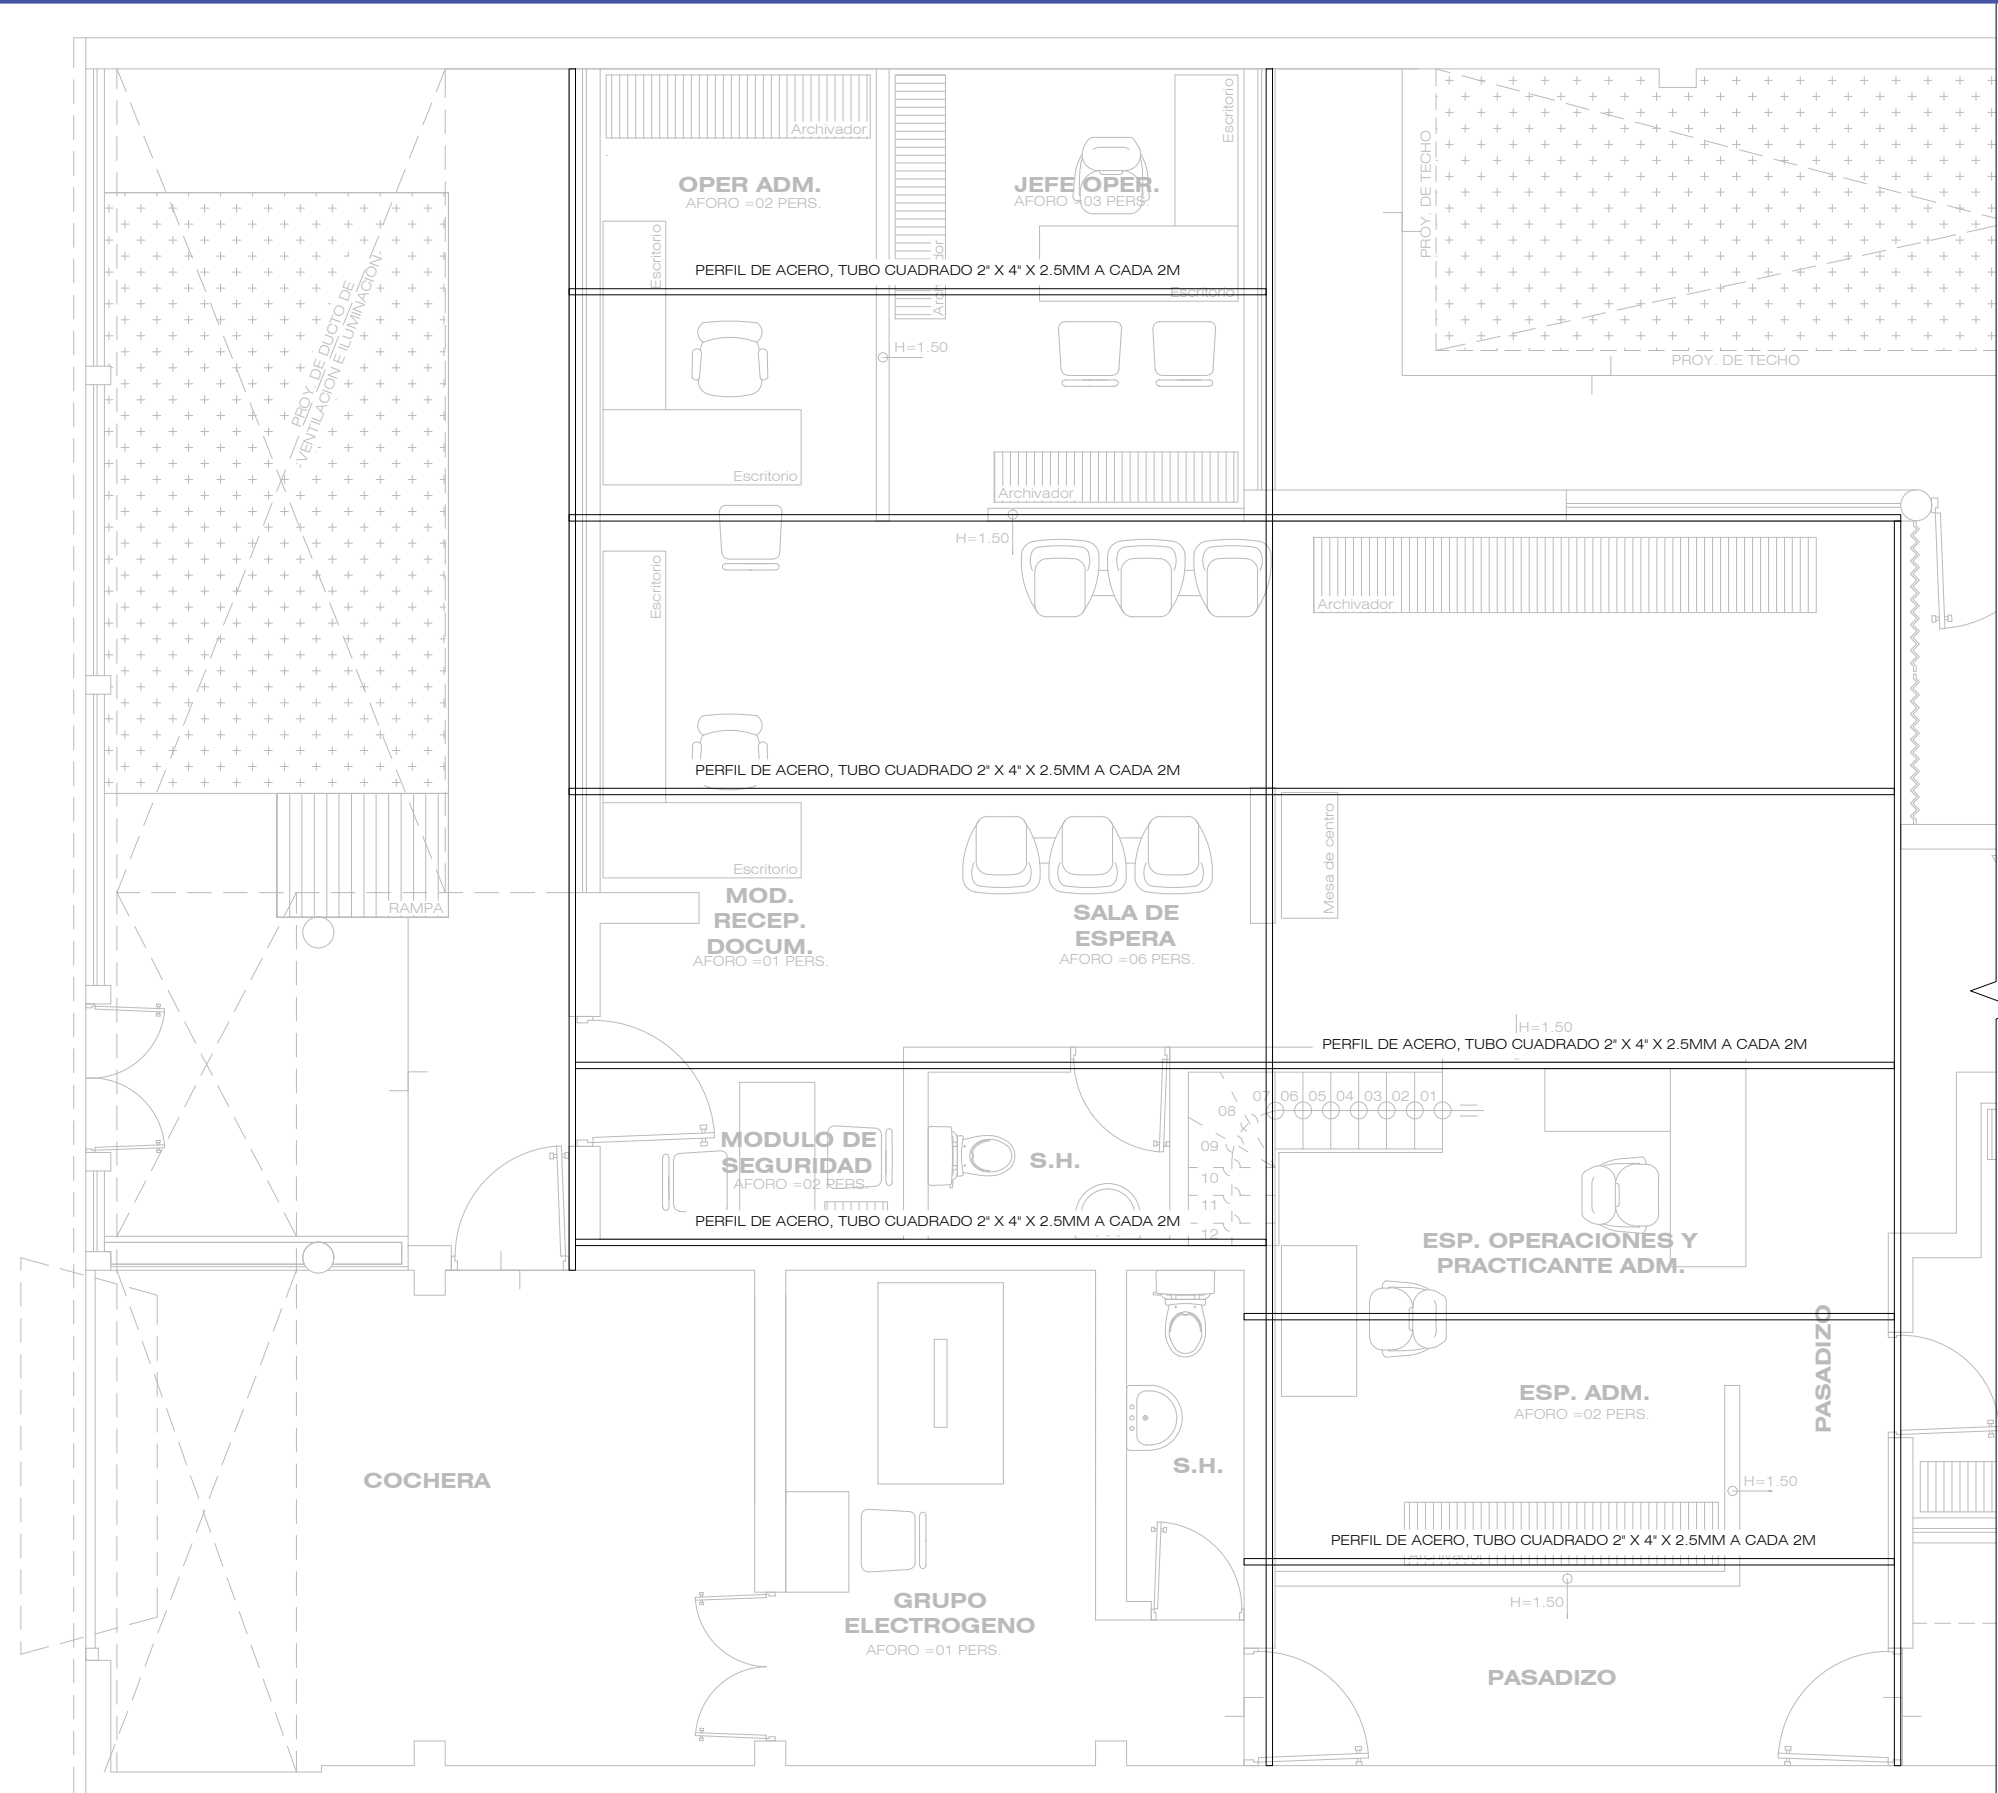 Archivador
Escritorio
OPER ADM.
AFORO =02 PERS.
JEFE OPER.
AFORO =03 PERS.
PROY. DE TECHO
PROY. DE TECHO
Escritorio
Archivador
PERFIL DE ACERO, TUBO CUADRADO 2" X 4" X 2.5MM A CADA 2M
Escritorio
PROY. DE DUCTO DE
VENTILACION E ILUMINACION
H=1.50
Escritorio
Archivador
H=1.50
Escritorio
Archivador
PERFIL DE ACERO, TUBO CUADRADO 2" X 4" X 2.5MM A CADA 2M
Escritorio
Mesa de centro
RAMPA
MOD.
RECEP.
DOCUM.
AFORO =01 PERS.
SALA DE
ESPERA
AFORO =06 PERS.
H=1.50
PERFIL DE ACERO, TUBO CUADRADO 2" X 4" X 2.5MM A CADA 2M
07 06 05 04 03 02 01
08
09
10
11
12
MODULO DE
SEGURIDAD
AFORO =02 PERS.
S.H.
PERFIL DE ACERO, TUBO CUADRADO 2" X 4" X 2.5MM A CADA 2M
ESP. OPERACIONES Y
PRACTICANTE ADM.
PASADIZO
ESP. ADM.
AFORO =02 PERS.
COCHERA
S.H.
H=1.50
PERFIL DE ACERO, TUBO CUADRADO 2" X 4" X 2.5MM A CADA 2M
Archivador
GRUPO
ELECTROGENO
AFORO =01 PERS.
H=1.50
PASADIZO